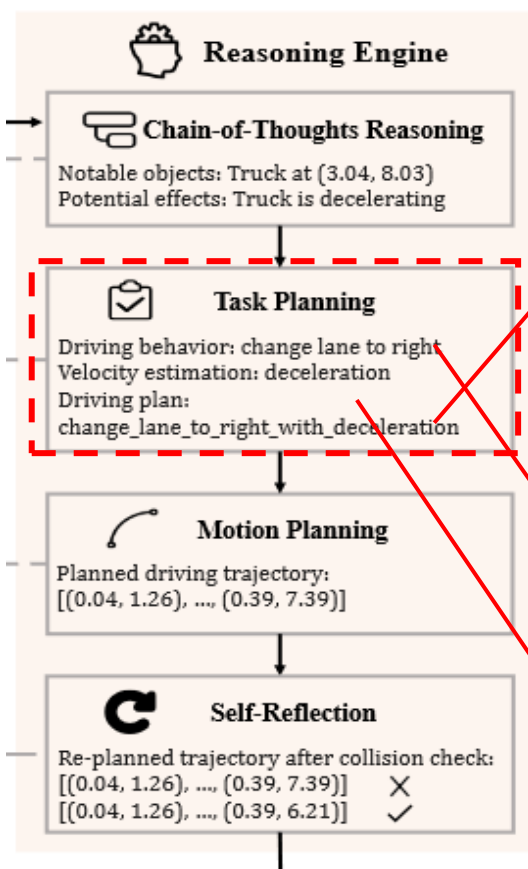 Reasoning Engine
Chain-of-Thoughts Reasoning
Notable objects: Truck at (3.04, 8.03)
Potential effects: Truck is decelerating
Task Planning
Driving behavior: change lane to right
Velocity estimation: deceleration
Driving plan:
change_lane_to_right_with_deceleration
Motion Planning
Planned driving trajectory:
[(0.04, 1.26), ..., (0.39, 7.39)]
Self-Reflection
Re-planned trajectory after collision check:
[(0.04, 1.26), ..., (0.39, 7.39)]
[(0.04, 1.26), ..., (0.39, 6.21)]